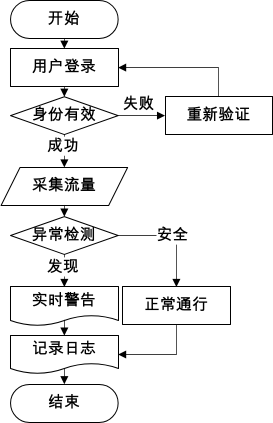 开始
用户登录
身份有效
失败
重新验证
成功
采集流量
异常检测
安全
发现
实时警告
正常通行
记录日志
结束